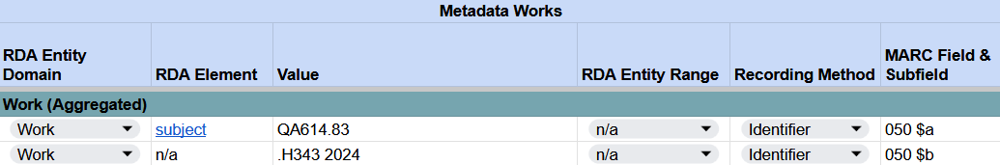 Metadata Works
RDA Entity Domain RDA Element Value RDA Entity Range Recording Method MARC Field & Subfield
Work (Aggregated)
Work subject QA614.83 n/a Identifier 050 $a
Work n/a .H343 2024 n/a Identifier 050 $b